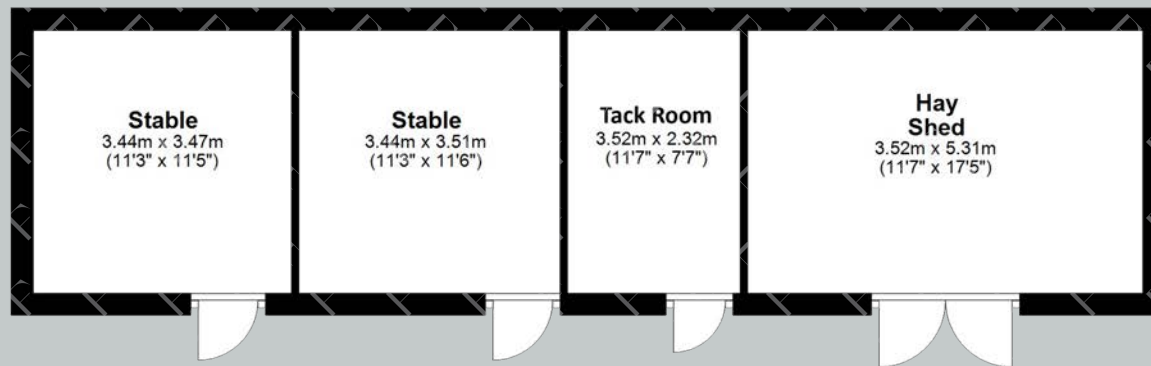 Stable
3.44m x 3.47m
(11'3" x 11'5")
Stable
3.44m x 3.51m
(11'3" x 11'6")
Tack Room
3.52m x 2.32m
(11'7" x 7'7")
Hay
Shed
3.52m x 5.31m
(11'7" x 17'5")